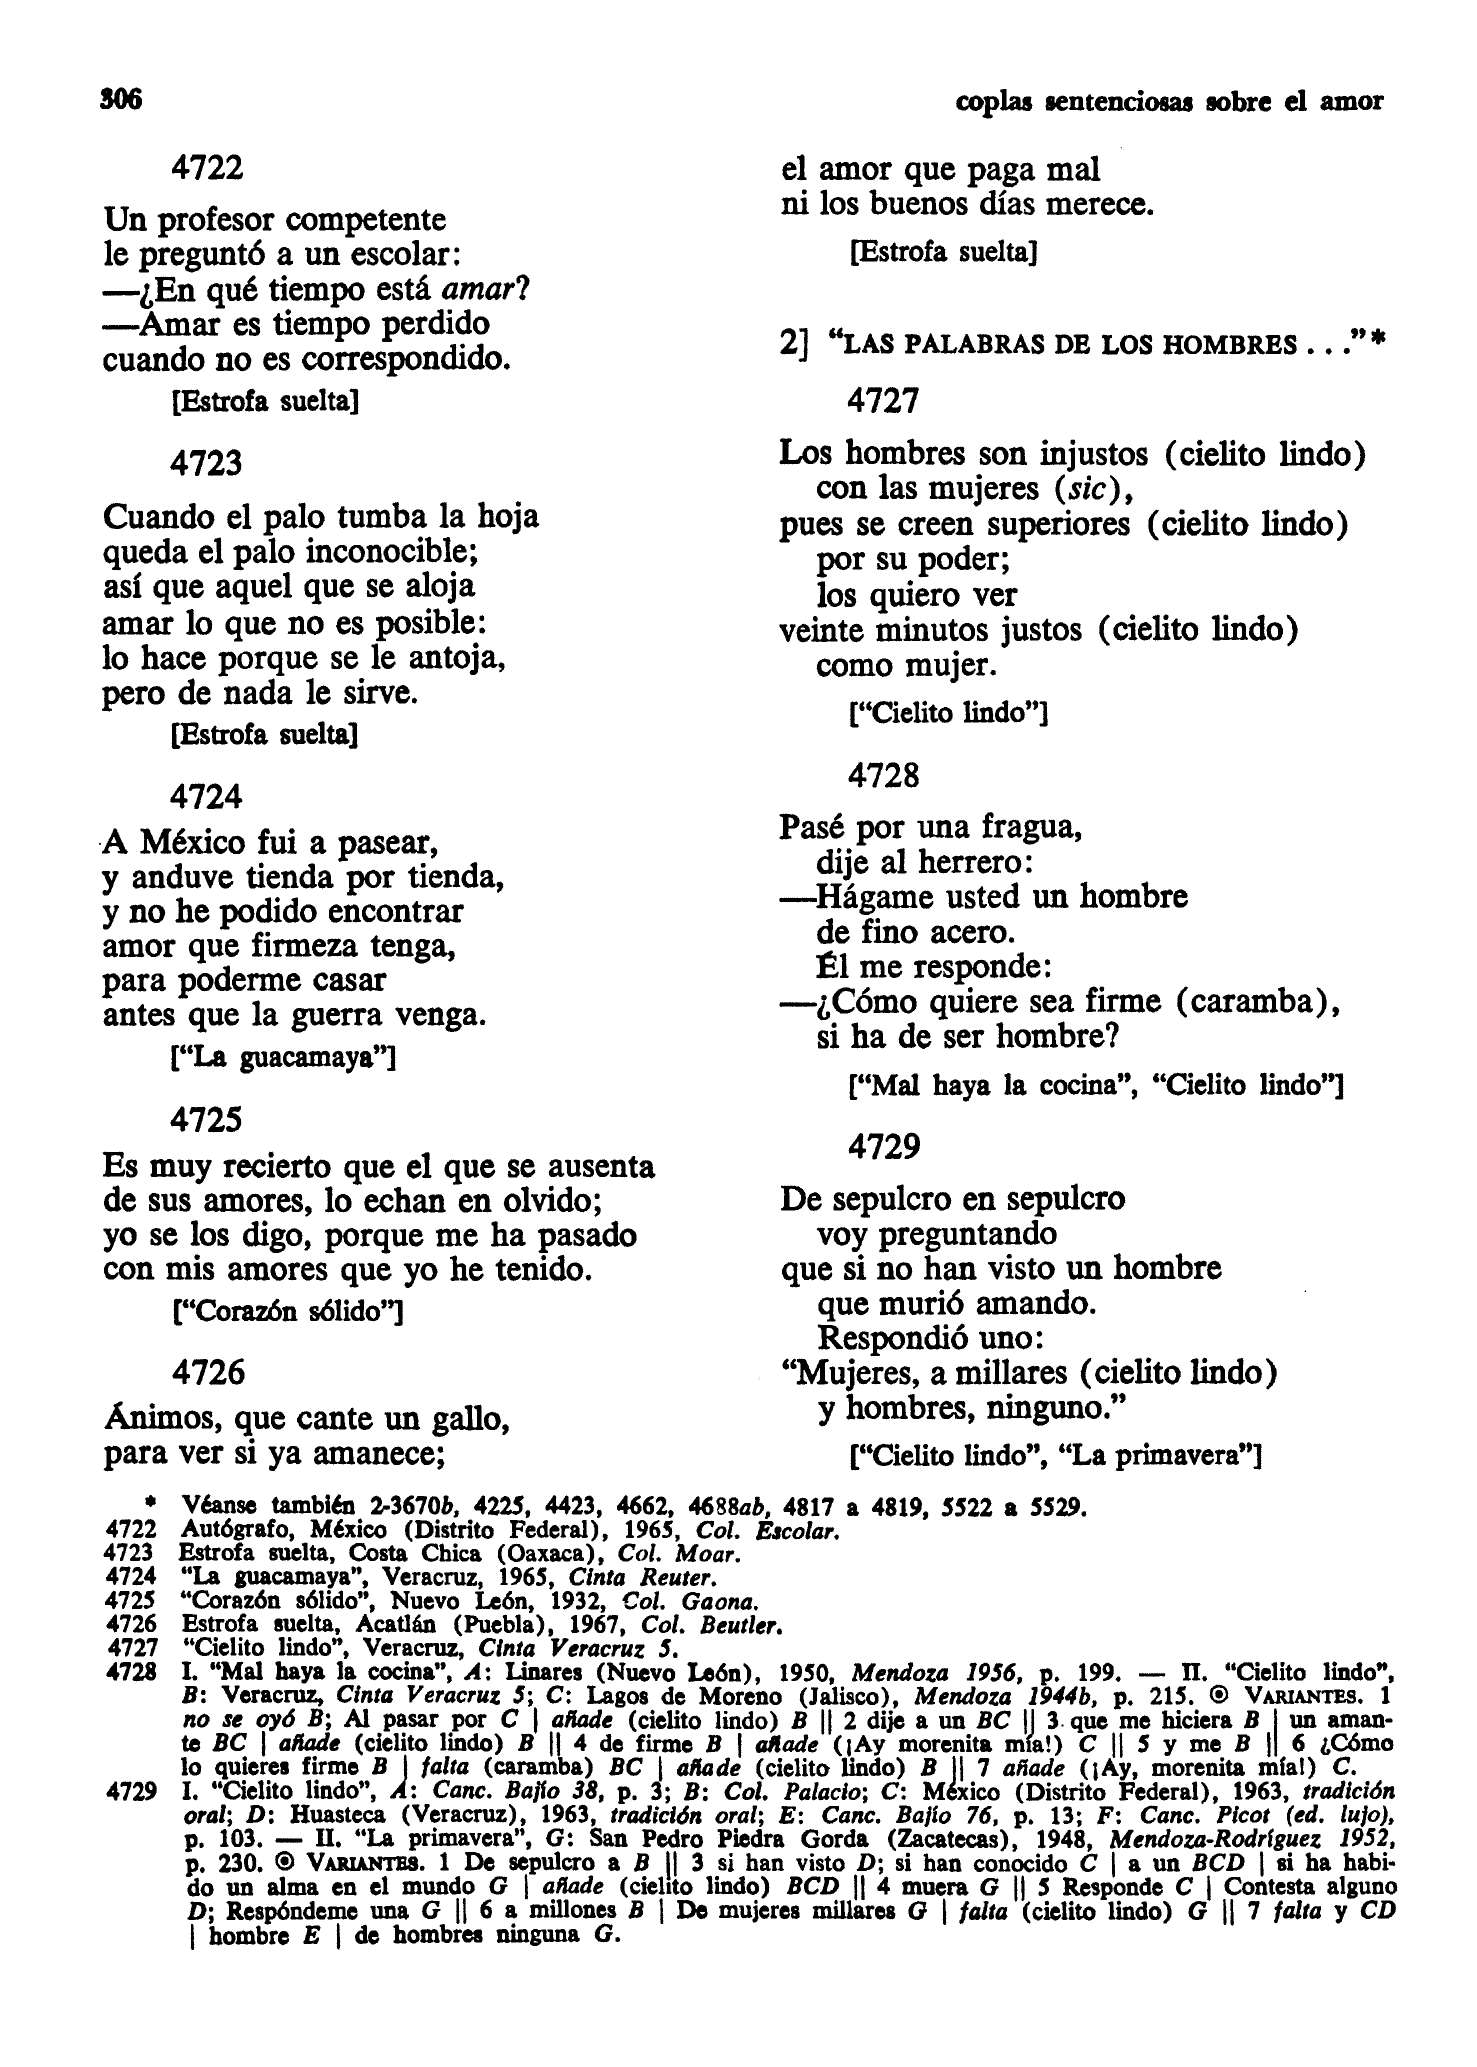 306
coplas sentenciosas sobre el amor
4722
Un profesor competente
le preguntó a un escolar:
—¿En qué tiempo está amar?
—Amar es tiempo perdido
cuando no es correspondido.
[Estrofa suelta]
4723
Cuando el palo tumba la hoja
queda el palo inconocible;
así que aquel que se aloja
amar lo que no es posible:
lo hace porque se le antoja,
pero de nada le sirve.
[Estrofa suelta]
4724
A México fui a pasear,
y anduve tienda por tienda,
y no he podido encontrar
amor que firmeza tenga,
para poderme casar
antes que la guerra venga.
[“La guacamaya”]
4725
Es muy recierto que el que se ausenta
de sus amores, lo echan en olvido;
yo se los digo, porque me ha pasado
con mis amores que yo he tenido.
[“Corazón sólido”]
4726
Ánimos, que cante un gallo,
para ver si ya amanece;
el amor que paga mal
ni los buenos días merece.
[Estrofa suelta]
2] “LAS PALABRAS DE LOS HOMBRES . . .”*
4727
Los hombres son injustos (cielito lindo)
con las mujeres (sic),
pues se creen superiores (cielito lindo)
por su poder;
los quiero ver
veinte minutos justos (cielito lindo)
como mujer.
[“Cielito lindo”]
4728
Pasé por una fragua,
dije al herrero:
—Hágame usted un hombre
de fino acero.
Él me responde:
—¿Cómo quiere sea firme (caramba),
si ha de ser hombre?
[“Mal haya la cocina”, “Cielito lindo”]
4729
De sepulcro en sepulcro
voy preguntando
que si no han visto un hombre
que murió amando.
Respondió uno:
“Mujeres, a millares (cielito lindo)
y hombres, ninguno.”
[“Cielito lindo”, “La primavera”]
* Véanse también 2-3670b, 4225, 4423, 4662, 4688ab, 4817 a 4819, 5522 a 5529.
4722 Autógrafo, México (Distrito Federal), 1965, Col. Escolar.
4723 Estrofa suelta, Costa Chica (Oaxaca), Col. Moar.
4724 “La guacamaya”, Veracruz, 1965, Cinta Reuter.
4725 “Corazón sólido”, Nuevo León, 1932, Col. Gaona.
4726 Estrofa suelta, Acatlán (Puebla), 1967, Col. Beutler.
4727 “Cielito lindo”, Veracruz, Cinta Veracruz 5.
4728 I. “Mal haya la cocina”, A: Linares (Nuevo León), 1950, Mendoza 1956, p. 199. — II. “Cielito lindo”,
B: Veracruz, Cinta Veracruz 5; C: Lagos de Moreno (Jalisco), Mendoza 1944b, p. 215. ⊙ VARIANTES. 1
no se oyó B; Al pasar por C | añade (cielito lindo) B || 2 dije a un BC || 3 que me hiciera B | un aman-
te BC | añade (cielito lindo) B || 4 de firme B | añade (¡Ay morenita mía!) C || 5 y me B || 6 ¿Cómo
lo quieres firme B | falta (caramba) BC | añade (cielito lindo) B || 7 añade (¡Ay, morenita mía!) C.
4729 I. “Cielito lindo”, A: Canc. Bajío 38, p. 3; B: Col. Palacio; C: México (Distrito Federal), 1963, tradición
oral; D: Huasteca (Veracruz), 1963, tradición oral; E: Canc. Bajío 76, p. 13; F: Canc. Picot (ed. lujo),
p. 103. — II. “La primavera”, G: San Pedro Piedra Gorda (Zacatecas), 1948, Mendoza-Rodríguez 1952,
p. 230. ⊙ VARIANTES. 1 De sepulcro a B || 3 si han visto D; si han conocido C | a un BCD | si ha habi-
do un alma en el mundo G | añade (cielito lindo) BCD || 4 muera G || 5 Responde C | Contesta alguno
D; Respóndeme una G || 6 a millones B | De mujeres millares G | falta (cielito lindo) G || 7 falta y CD
| hombre E | de hombres ninguna G.